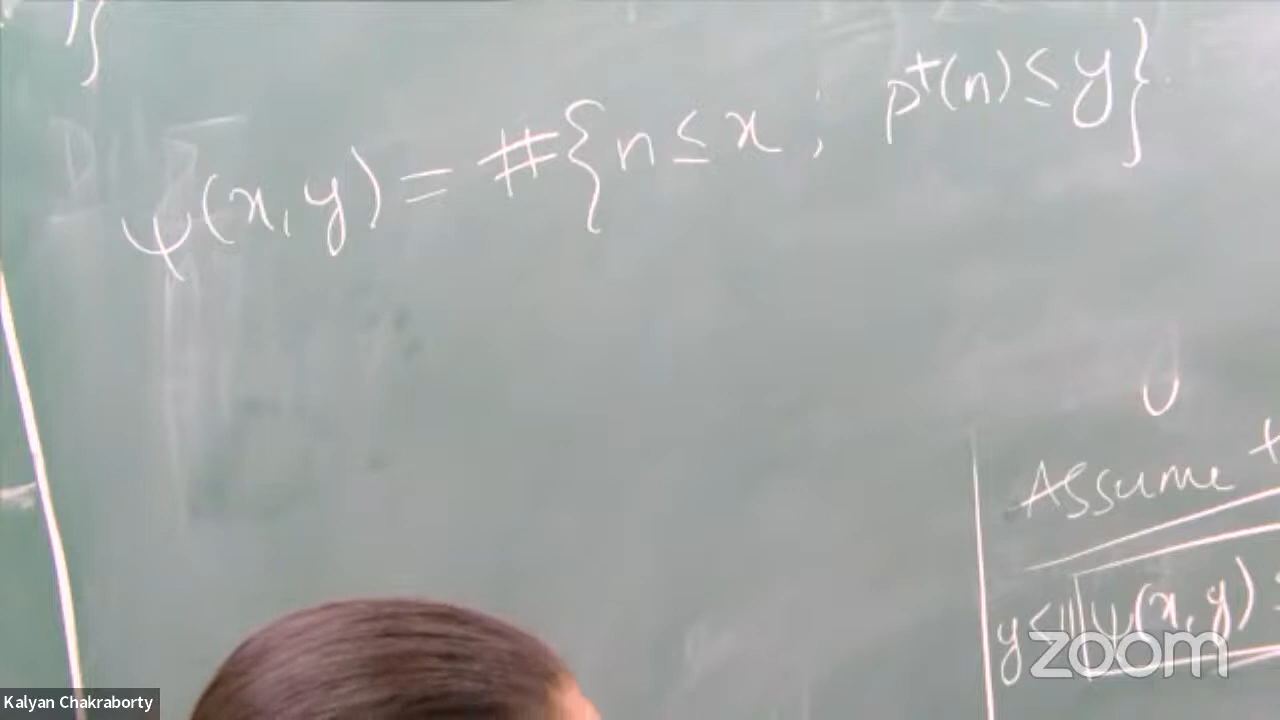 ψ(x,y) = #{n ≤ x ; p⁺(n) ≤ y}
Assume
y ≤ ψ(x,y) ≤
zoom
Kalyan Chakraborty